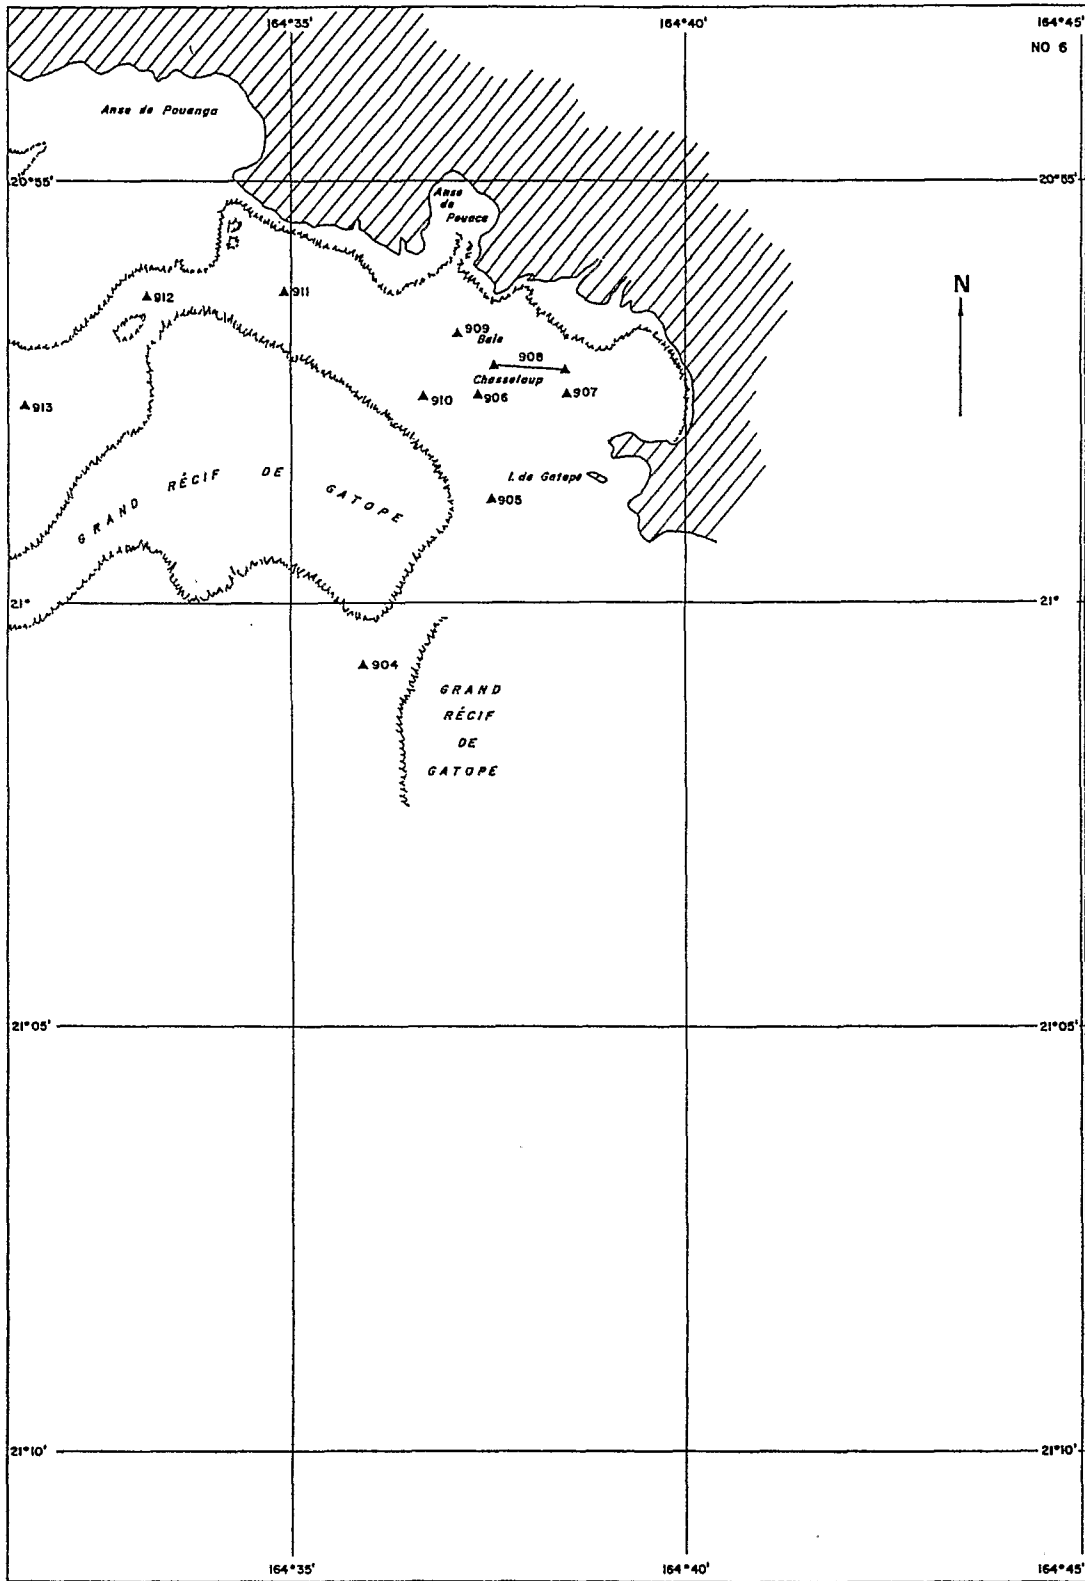 164°35'
164°40'
164°45'
NO 6
Anse de Pouanga
20°55'
20°55'
Anse
de
Pouaco
N
912
911
909
Baie
908
Chasseloup
913
910
906
907
I. de Gatopé
905
GRAND RÉCIF DE GATOPE
21°
21°
904
GRAND
RÉCIF
DE
GATOPÉ
21°05'
21°05'
21°10'
21°10'
164°35'
164°40'
164°45'